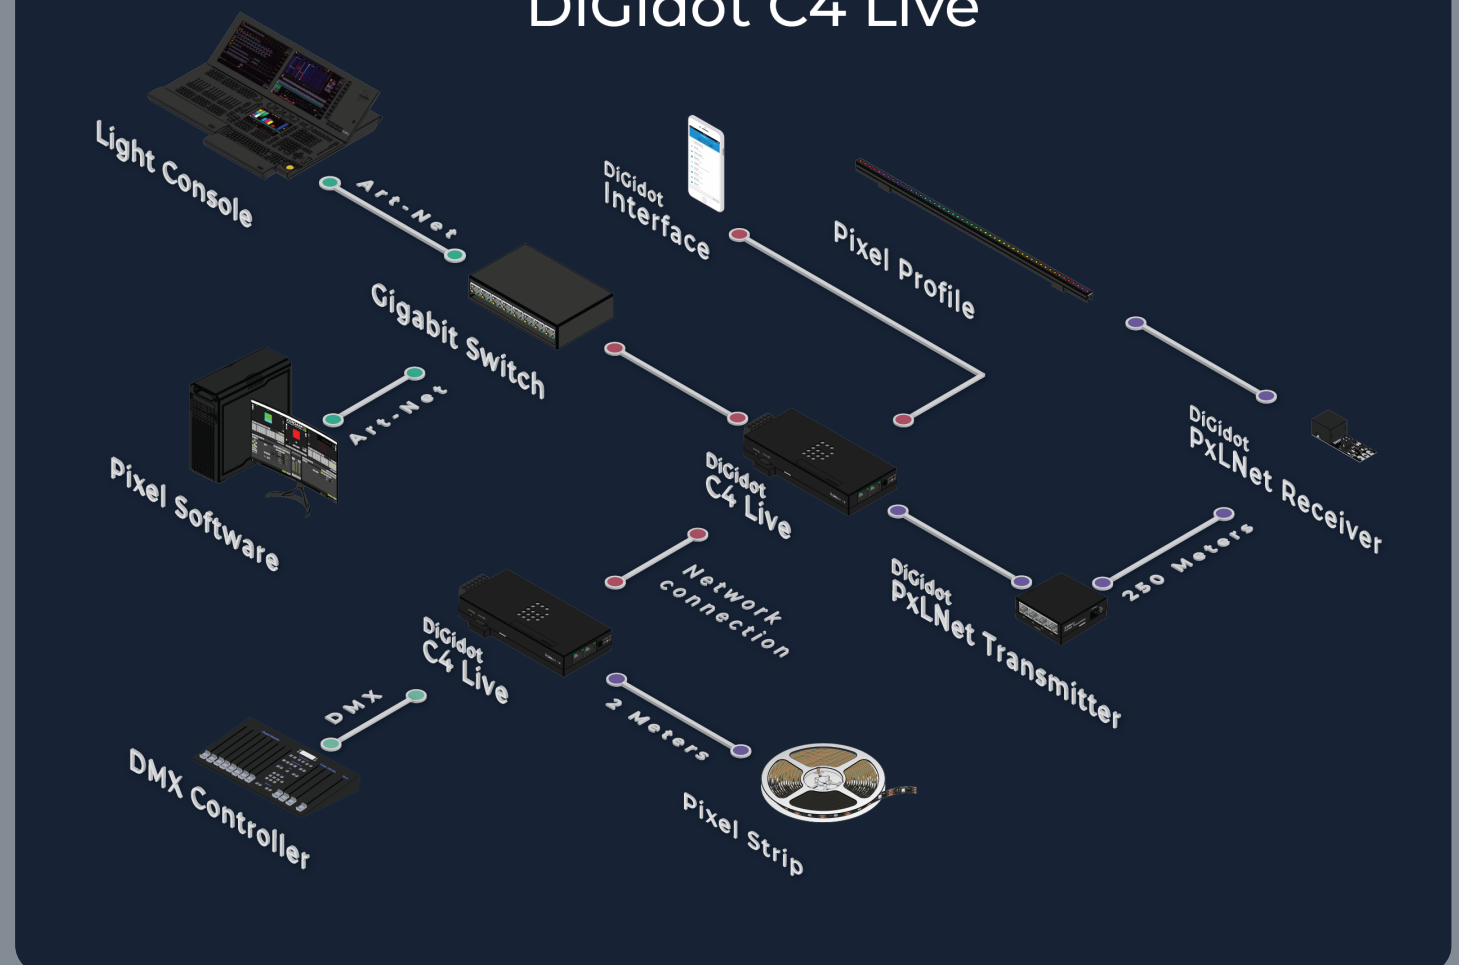 DiGidot C4 Live
Light Console
Art-Net
DiGidot
Interface
Pixel Profile
Gigabit Switch
Art-Net
Pixel Software
DiGidot
C4 Live
DiGidot
PxLNet Receiver
250 Meters
DiGidot
PxLNet Transmitter
Network
connection
DiGidot
C4 Live
DMX
2 Meters
DMX Controller
Pixel Strip